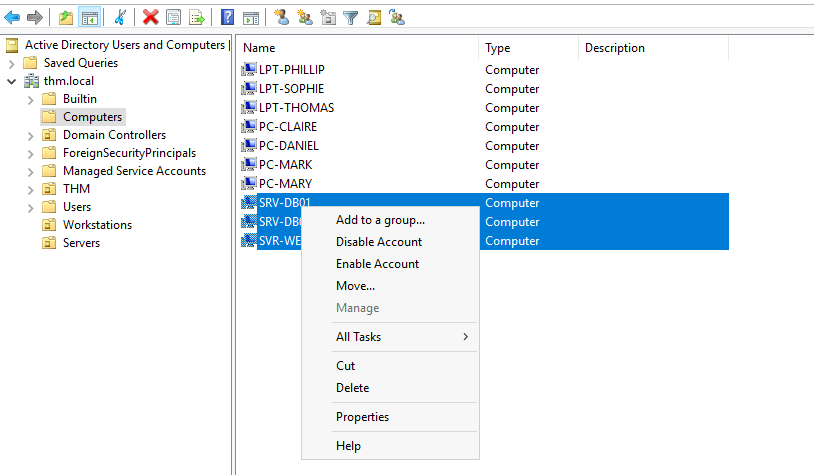 Active Directory Users and Computers
Saved Queries
thm.local
Builtin
Computers
Domain Controllers
ForeignSecurityPrincipals
Managed Service Accounts
THM
Users
Workstations
Servers
Name Type Description
LPT-PHILLIP Computer
LPT-SOPHIE Computer
LPT-THOMAS Computer
PC-CLAIRE Computer
PC-DANIEL Computer
PC-MARK Computer
PC-MARY Computer
SRV-DB01 Computer
SRV-DB Computer
SVR-WE Computer
Add to a group...
Disable Account
Enable Account
Move...
Manage
All Tasks
Cut
Delete
Properties
Help